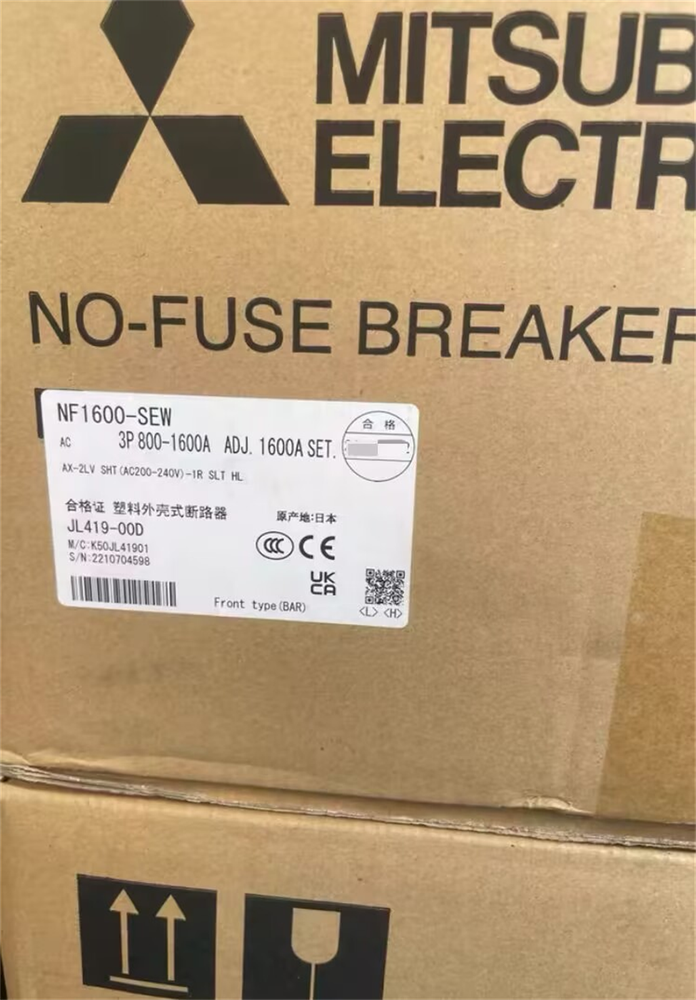 MITSUB
ELECTR
NO-FUSE BREAKER
NF1600-SEW
AC 3P 800-1600A ADJ. 1600A SET.
合格
AX-2LV SHT(AC200-240V)-1R SLT HL
合格证 塑料外壳式断路器
原产地:日本
JL419-00D
M/C:K50JL41901
S/N:2210704598
CCC CE
UK
CA
Front type(BAR)
<L> <H>